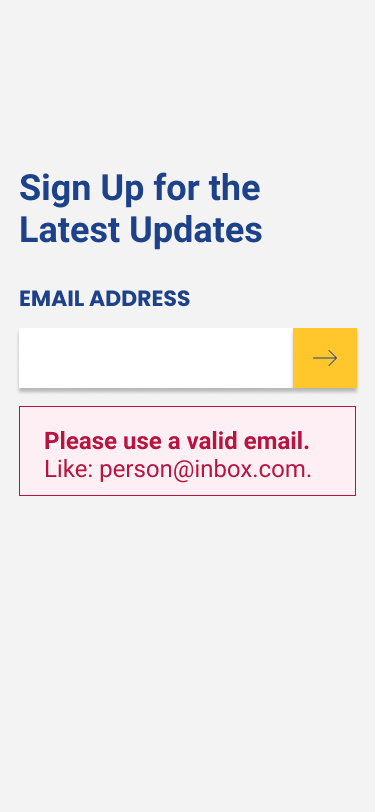 Sign Up for the
Latest Updates
EMAIL ADDRESS
Please use a valid email.
Like: person@inbox.com.